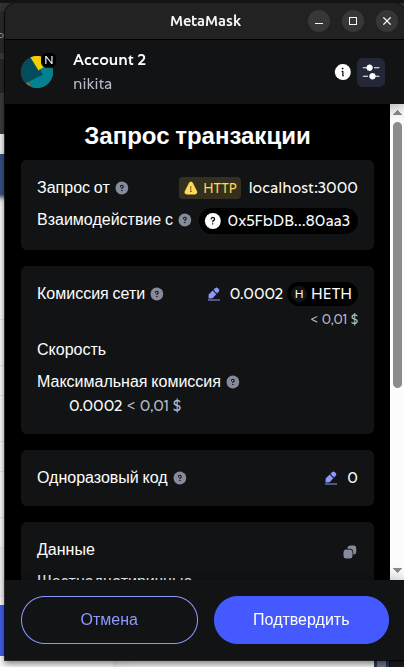 MetaMask
N
Account 2
nikita
Запрос транзакции
Запрос от ? HTTP localhost:3000
Взаимодействие с ? ? 0x5FbDB...80aa3
Комиссия сети ? 0.0002 H HETH
< 0,01 $
Скорость
Максимальная комиссия ?
0.0002 < 0,01 $
Одноразовый код ? 0
Данные
Шестнадцатиричные
Отмена
Подтвердить